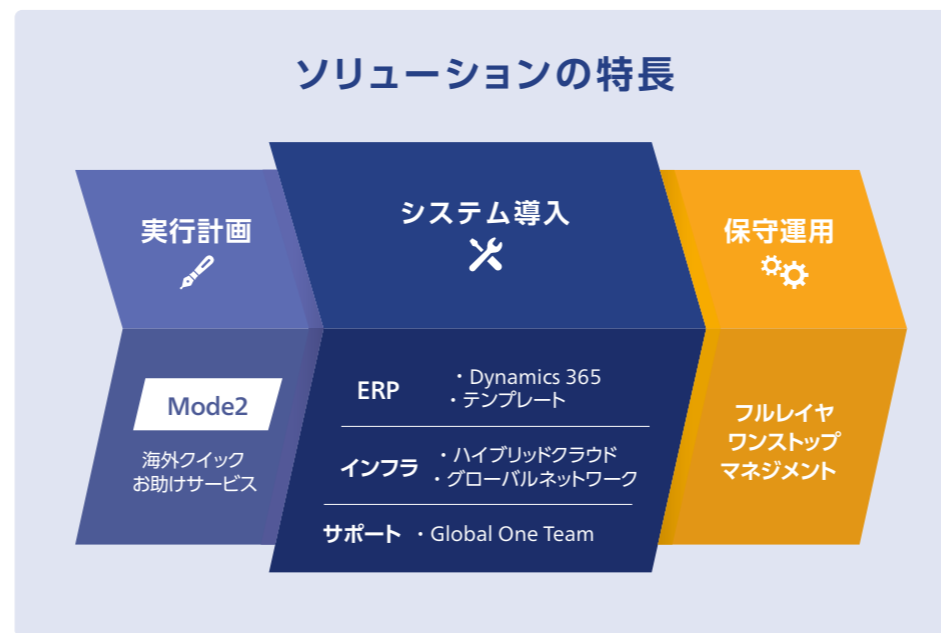 ソリューションの特長
実行計画
Mode2
海外クイック
お助けサービス
システム導入
ERP
・Dynamics 365
・テンプレート
インフラ
・ハイブリッドクラウド
・グローバルネットワーク
サポート ・Global One Team
保守運用
フルレイヤ
ワンストップ
マネジメント